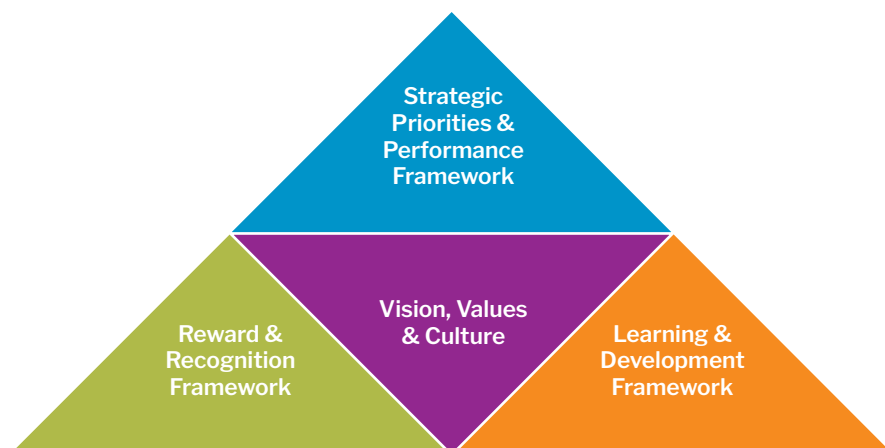 Strategic
Priorities &
Performance
Framework
Vision, Values
& Culture
Reward &
Recognition
Framework
Learning &
Development
Framework